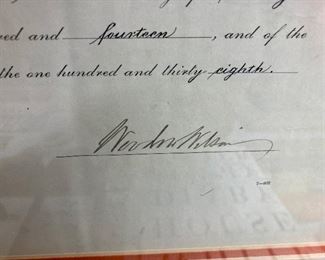 red and fourteen, and of the
the one hundred and thirty-eighth.
Woodrow Wilson